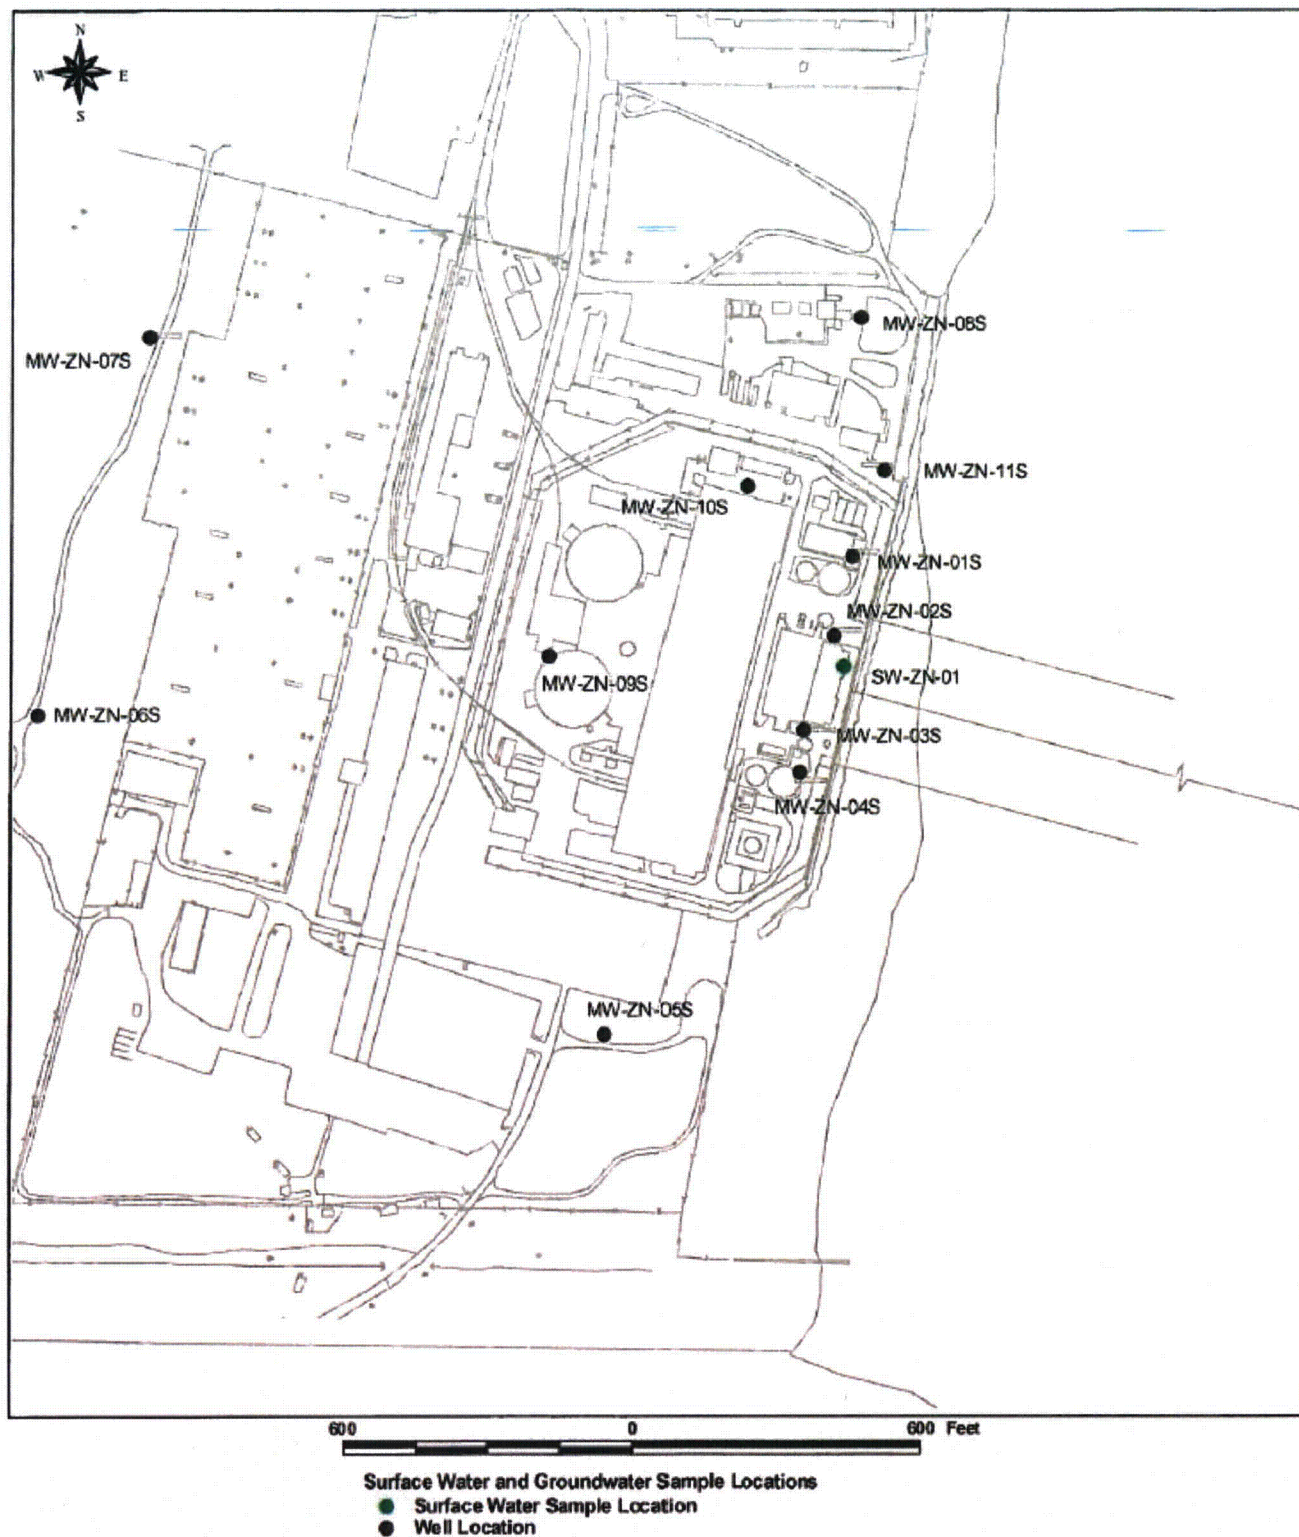 N
W E
S
MW-ZN-08S
MW-ZN-07S
MW-ZN-11S
MW-ZN-10S
MW-ZN-01S
MW-ZN-02S
SW-ZN-01
MW-ZN-09S
MW-ZN-06S
MW-ZN-03S
MW-ZN-04S
MW-ZN-05S
600 0 600 Feet
Surface Water and Groundwater Sample Locations
Surface Water Sample Location
Well Location